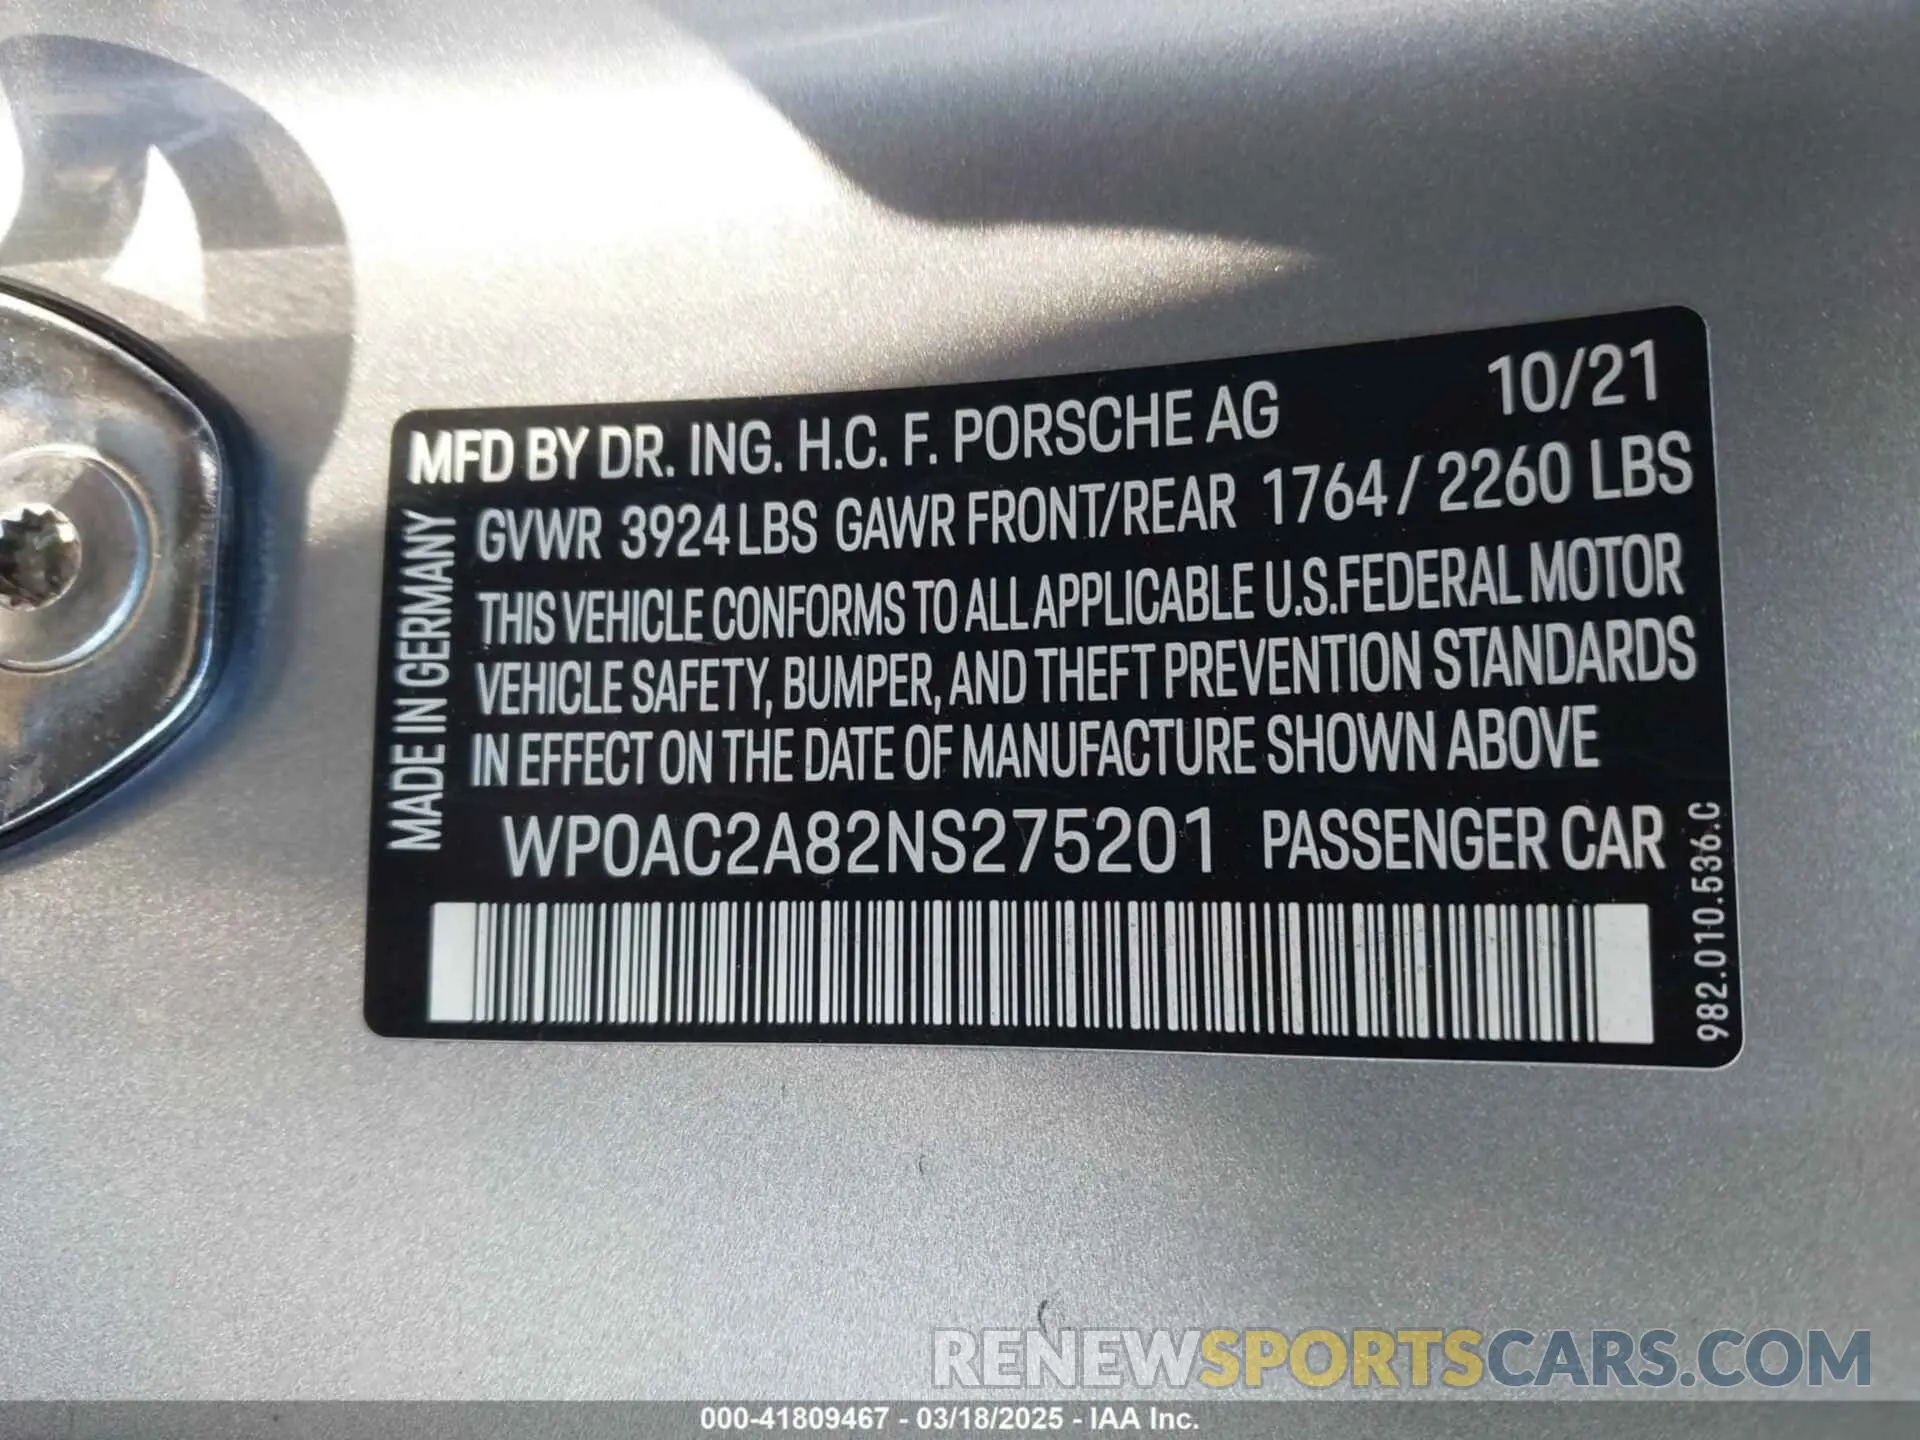 MFD BY DR. ING. H.C. F. PORSCHE AG 10/21
GVWR 3924 LBS GAWR FRONT/REAR 1764 / 2260 LBS
THIS VEHICLE CONFORMS TO ALL APPLICABLE U.S.FEDERAL MOTOR
VEHICLE SAFETY, BUMPER, AND THEFT PREVENTION STANDARDS
IN EFFECT ON THE DATE OF MANUFACTURE SHOWN ABOVE
WP0AC2A82NS275201 PASSENGER CAR
MADE IN GERMANY
982.010.536.C
RENEWSPORTSCARS.COM
000-41809467 - 03/18/2025 - IAA Inc.